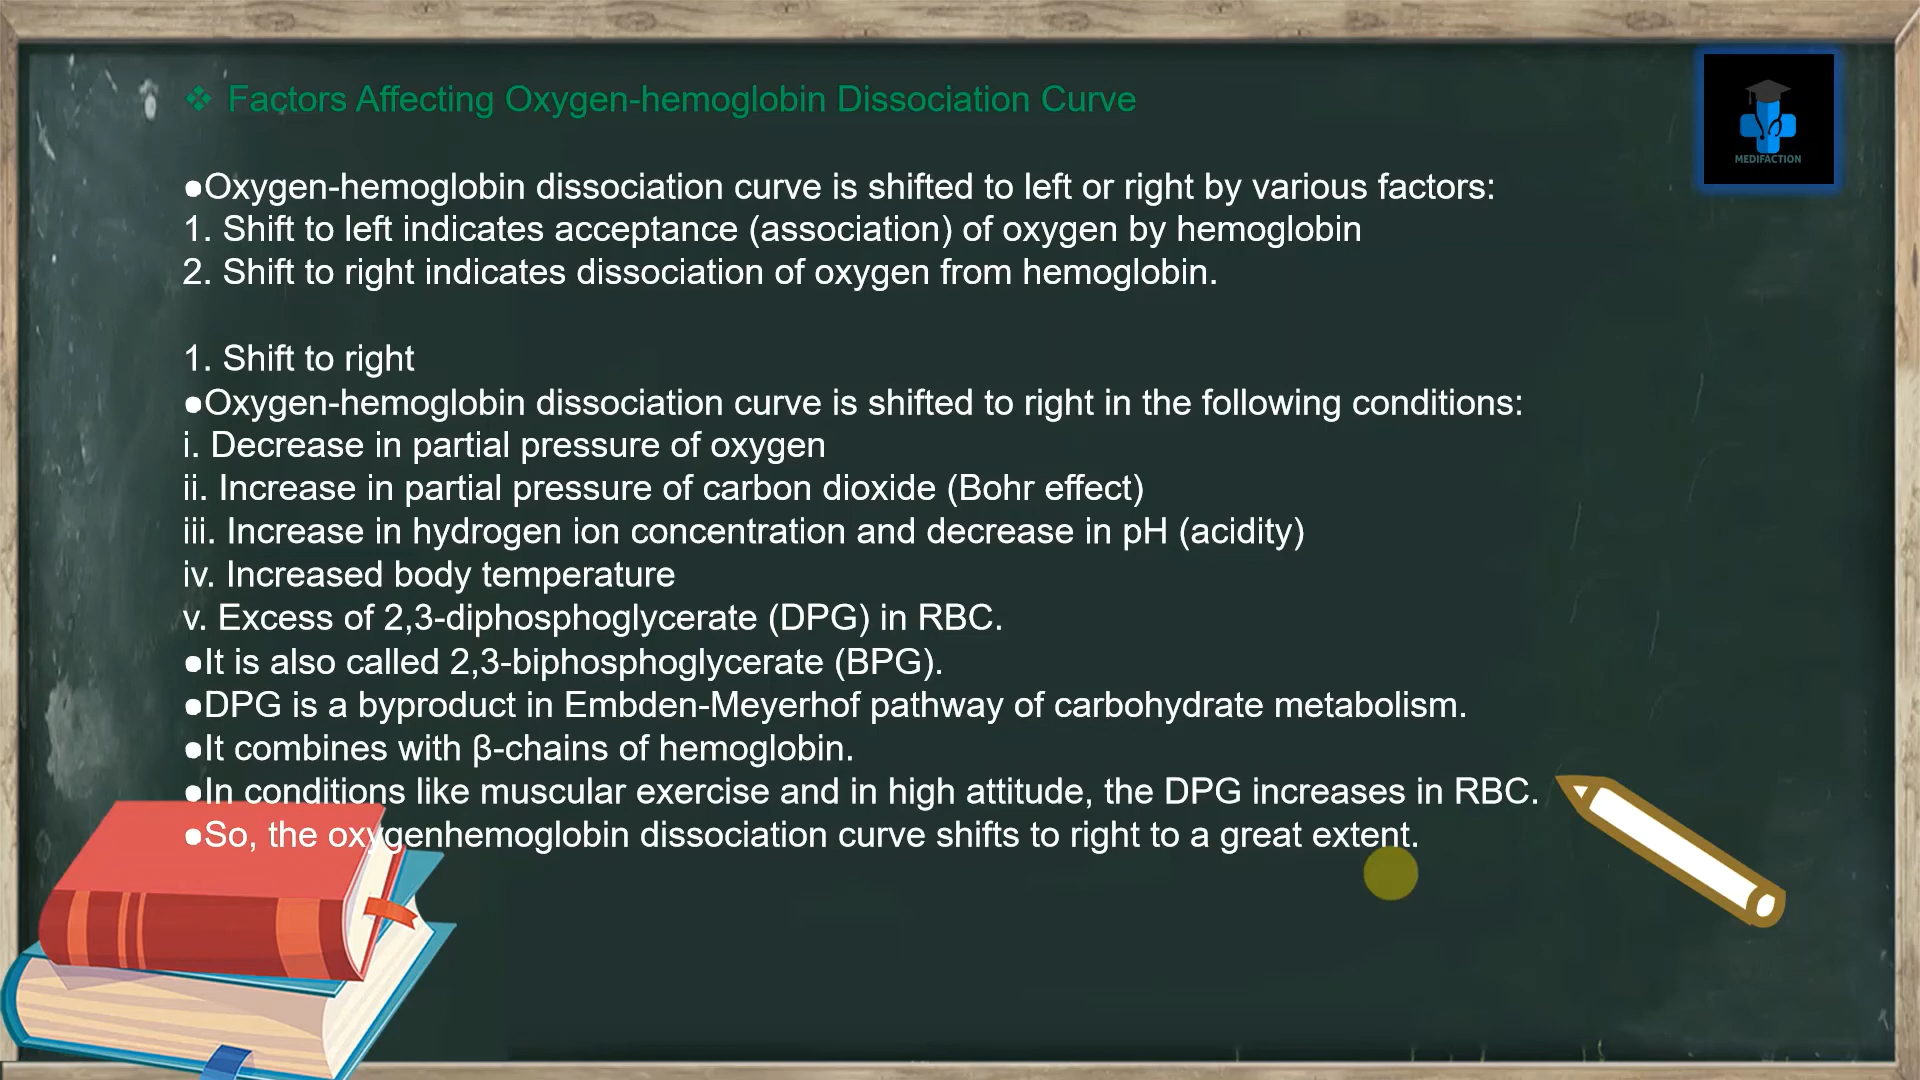 ❖ Factors Affecting Oxygen-hemoglobin Dissociation Curve
MEDIFACTION
●Oxygen-hemoglobin dissociation curve is shifted to left or right by various factors:
1. Shift to left indicates acceptance (association) of oxygen by hemoglobin
2. Shift to right indicates dissociation of oxygen from hemoglobin.
1. Shift to right
●Oxygen-hemoglobin dissociation curve is shifted to right in the following conditions:
i. Decrease in partial pressure of oxygen
ii. Increase in partial pressure of carbon dioxide (Bohr effect)
iii. Increase in hydrogen ion concentration and decrease in pH (acidity)
iv. Increased body temperature
v. Excess of 2,3-diphosphoglycerate (DPG) in RBC.
●It is also called 2,3-biphosphoglycerate (BPG).
●DPG is a byproduct in Embden-Meyerhof pathway of carbohydrate metabolism.
●It combines with β-chains of hemoglobin.
●In conditions like muscular exercise and in high attitude, the DPG increases in RBC.
●So, the oxygenhemoglobin dissociation curve shifts to right to a great extent.